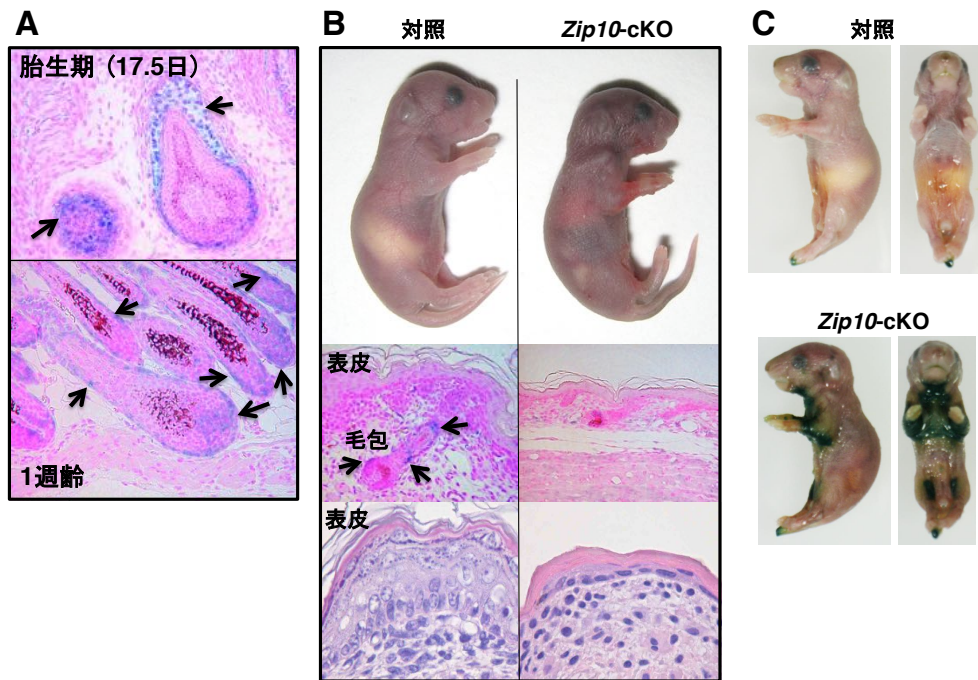 A
胎生期（17.5日）
1週齢
B
対照
Zip10-cKO
表皮
毛包
表皮
C
対照
Zip10-cKO